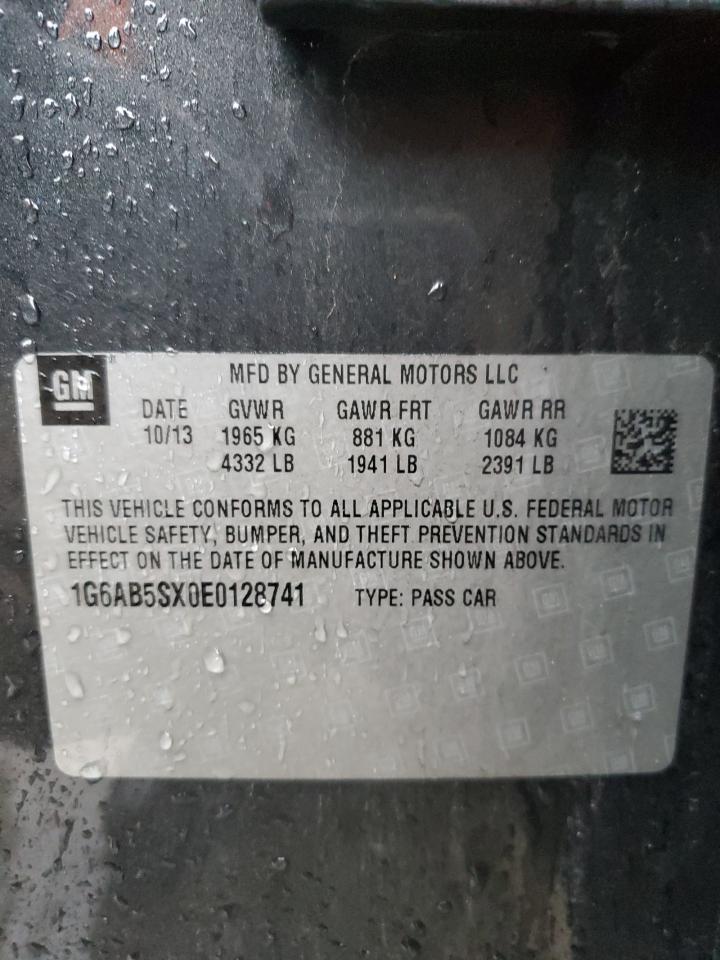 GM
MFD BY GENERAL MOTORS LLC
DATE GVWR GAWR FRT GAWR RR
10/13 1965 KG 881 KG 1084 KG
4332 LB 1941 LB 2391 LB
THIS VEHICLE CONFORMS TO ALL APPLICABLE U.S. FEDERAL MOTOR
VEHICLE SAFETY, BUMPER, AND THEFT PREVENTION STANDARDS IN
EFFECT ON THE DATE OF MANUFACTURE SHOWN ABOVE.
1G6AB5SX0E0128741 TYPE: PASS CAR